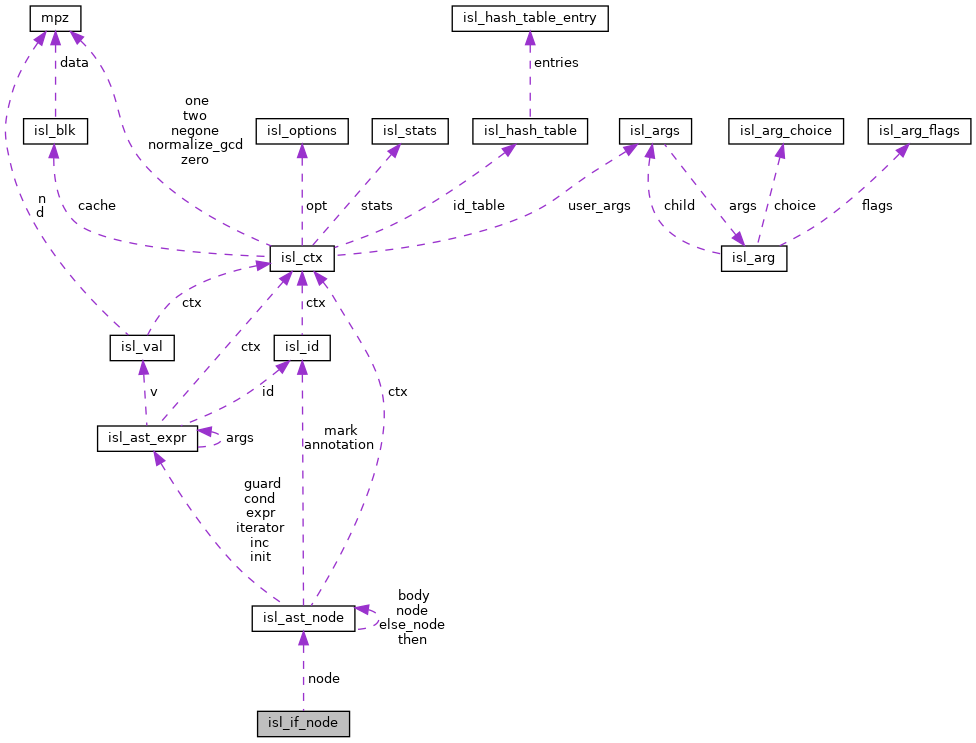 mpz
isl_hash_table_entry
data
entries
one
two
negone
normalize_gcd
zero
isl_blk
isl_options
isl_stats
isl_hash_table
isl_args
isl_arg_choice
isl_arg_flags
n
d
cache
opt
stats
id_table
user_args
child
args
choice
flags
isl_ctx
isl_arg
ctx
ctx
isl_val
isl_id
ctx
v
id
ctx
isl_ast_expr
args
mark
annotation
guard
cond
expr
iterator
inc
init
body
node
else_node
then
isl_ast_node
node
isl_if_node